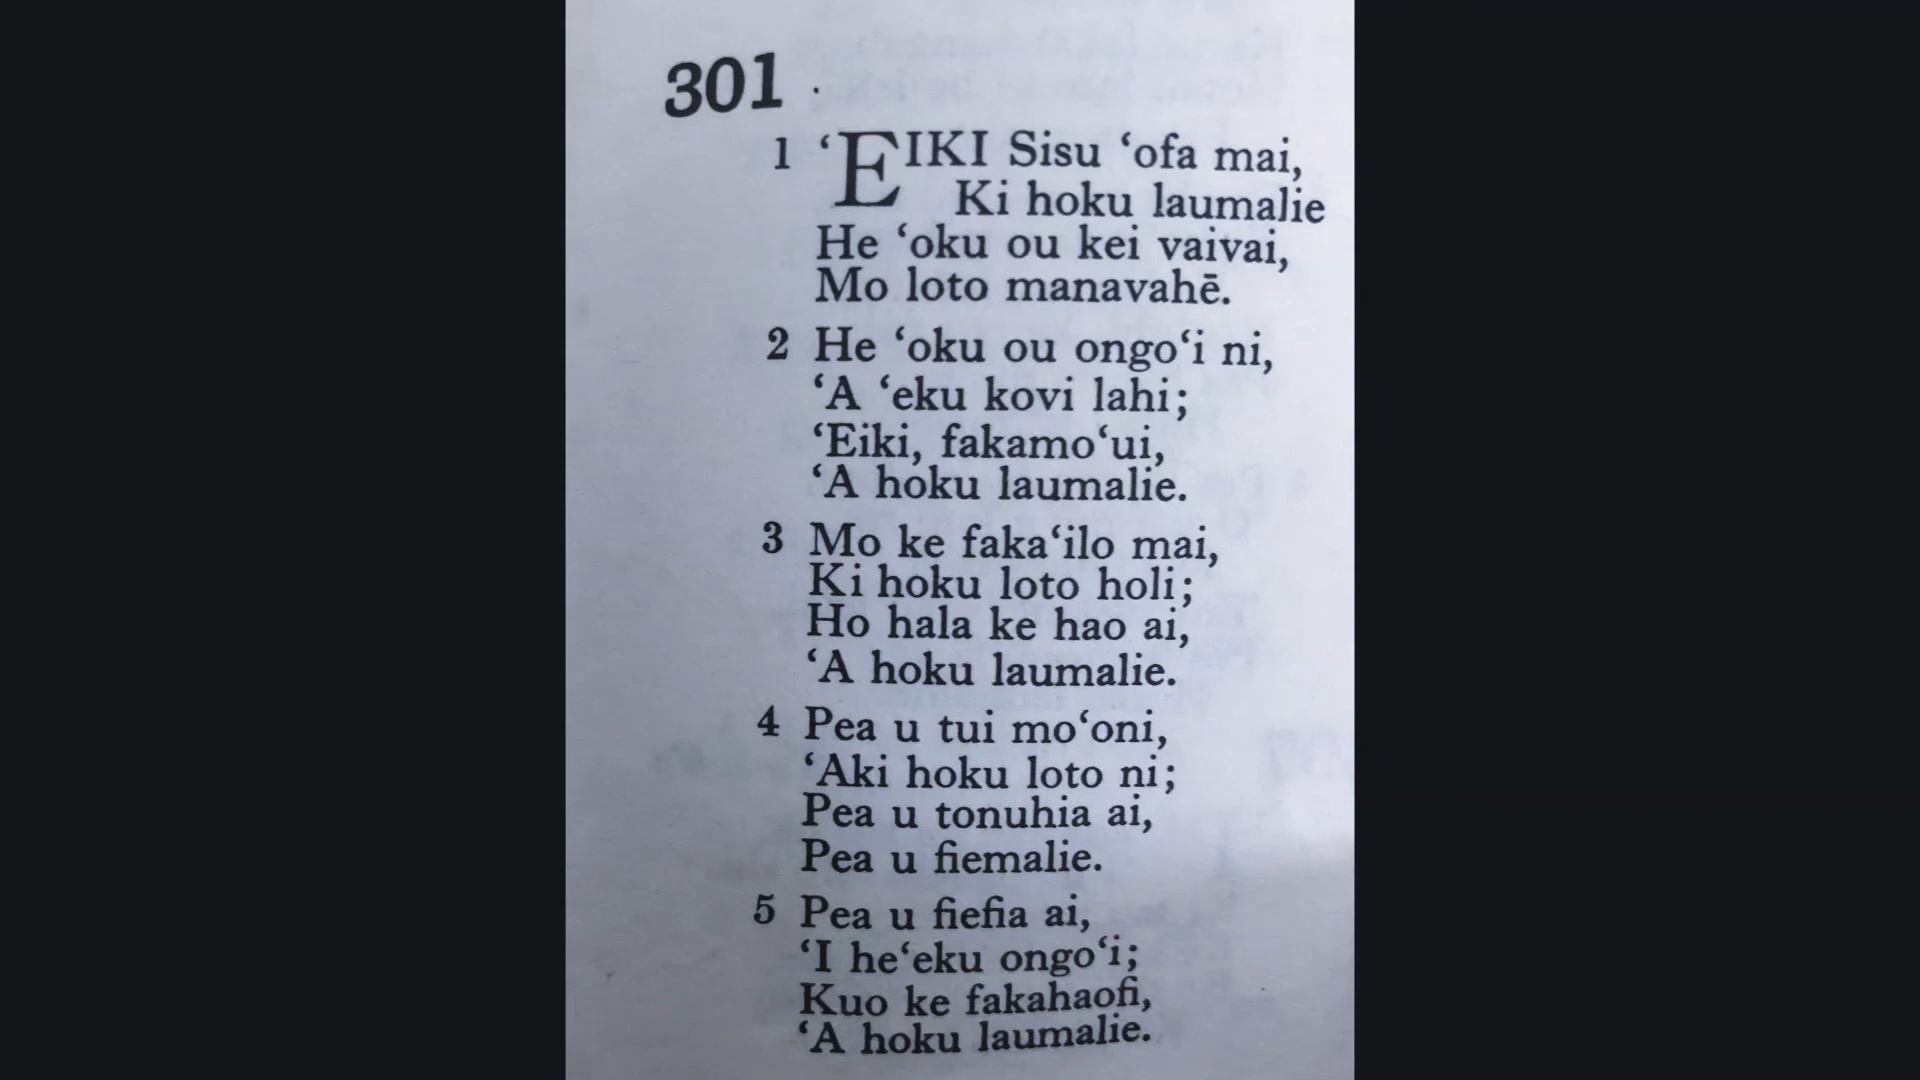 301
1 ‘EIKI Sisu ‘ofa mai,
Ki hoku laumalie
He ‘oku ou kei vaivai,
Mo loto manavahē.
2 He ‘oku ou ongo‘i ni,
‘A ‘eku kovi lahi;
‘Eiki, fakamo‘ui,
‘A hoku laumalie.
3 Mo ke faka‘ilo mai,
Ki hoku loto holi;
Ho hala ke hao ai,
‘A hoku laumalie.
4 Pea u tui mo‘oni,
‘Aki hoku loto ni;
Pea u tonuhia ai,
Pea u fiemalie.
5 Pea u fiefia ai,
‘I he‘eku ongo‘i;
Kuo ke fakahaofi,
‘A hoku laumalie.